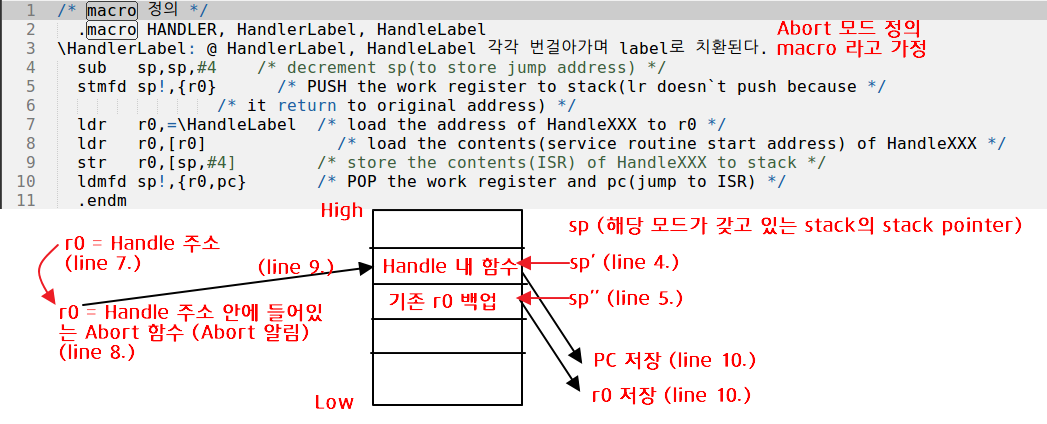 1 /* macro 정의 */
2 .macro HANDLER, HandlerLabel, HandleLabel
3 \HandlerLabel: @ HandlerLabel, HandleLabel 각각 번걸아가며 label로 치환된다.
4 sub sp,sp,#4 /* decrement sp(to store jump address) */
5 stmfd sp!,{r0} /* PUSH the work register to stack(lr doesn`t push because */
6 /* it return to original address) */
7 ldr r0,=\HandleLabel /* load the address of HandleXXX to r0 */
8 ldr r0,[r0] /* load the contents(service routine start address) of HandleXXX */
9 str r0,[sp,#4] /* store the contents(ISR) of HandleXXX to stack */
10 ldmfd sp!,{r0,pc} /* POP the work register and pc(jump to ISR) */
11 .endm
Abort 모드 정의
macro 라고 가정
High
sp (해당 모드가 갖고 있는 stack의 stack pointer)
r0 = Handle 주소
(line 7.)
(line 9.)
Handle 내 함수
sp′ (line 4.)
기존 r0 백업
sp′′ (line 5.)
r0 = Handle 주소 안에 들어있
는 Abort 함수 (Abort 알림)
(line 8.)
PC 저장 (line 10.)
r0 저장 (line 10.)
Low